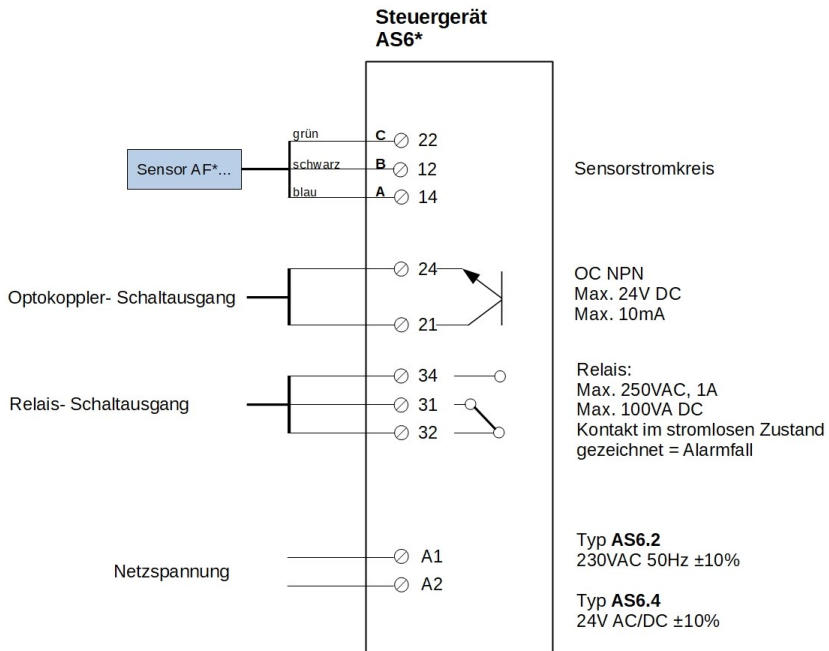 Steuergerät
AS6*
grün
C
22
Sensor AF*...
schwarz
B
12
Sensorstromkreis
blau
A
14
Optokoppler- Schaltausgang
24
21
OC NPN
Max. 24V DC
Max. 10mA
Relais- Schaltausgang
34
31
32
Relais:
Max. 250VAC, 1A
Max. 100VA DC
Kontakt im stromlosen Zustand
gezeichnet = Alarmfall
Netzspannung
A1
A2
Typ AS6.2
230VAC 50Hz ±10%
Typ AS6.4
24V AC/DC ±10%